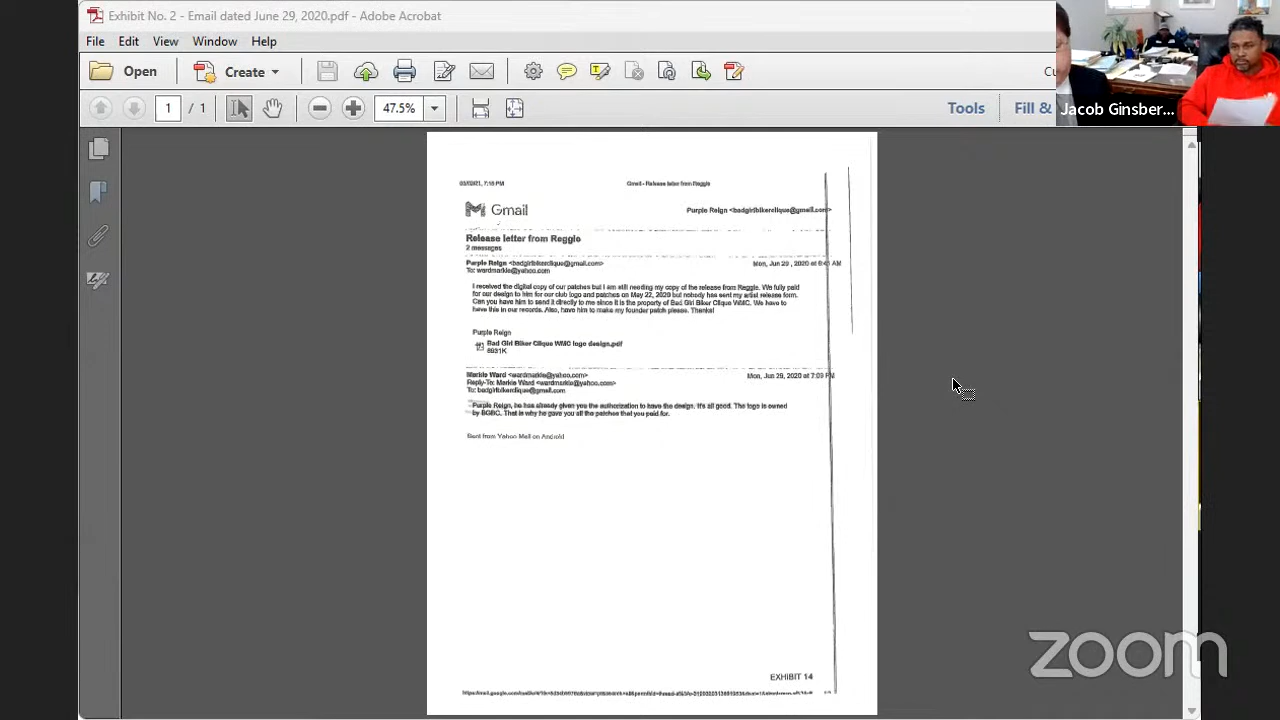 Exhibit No. 2 - Email dated June 29, 2020.pdf - Adobe Acrobat
File Edit View Window Help
Open Create
1 / 1 47.5% Tools Fill &
Jacob Ginsber...
Gmail - Release letter from Reggie
Gmail
Purple Reign <badgirlbikerclique@gmail.com>
Release letter from Reggie
2 messages
Purple Reign <badgirlbikerclique@gmail.com> Mon, Jun 29, 2020 at
To: wardmarkie@yahoo.com
I received the digital copy of our patches but I am still needing my copy of the release from Reggie. We fully paid
for our design to him for our club logo and patches on May 22, 2020 but nobody has sent my artist release form.
Can you have him to send it directly to me since it is the property of Bad Girl Biker Clique WMC. We have to
have this in our records. Also, have him to make my founder patch please. Thanks!
Purple Reign
Bad Girl Biker Clique WMC logo design.pdf
8931K
Markie Ward <wardmarkie@yahoo.com> Mon, Jun 29, 2020 at 7:09 PM
Reply-To: Markie Ward <wardmarkie@yahoo.com>
To: badgirlbikerclique@gmail.com
Purple Reign, he has already given you the authorization to have the design. It's all good. The logo is owned
by BGBC. That is why he gave you all the patches that you paid for.
Sent from Yahoo Mail on Android
EXHIBIT 14
zoom